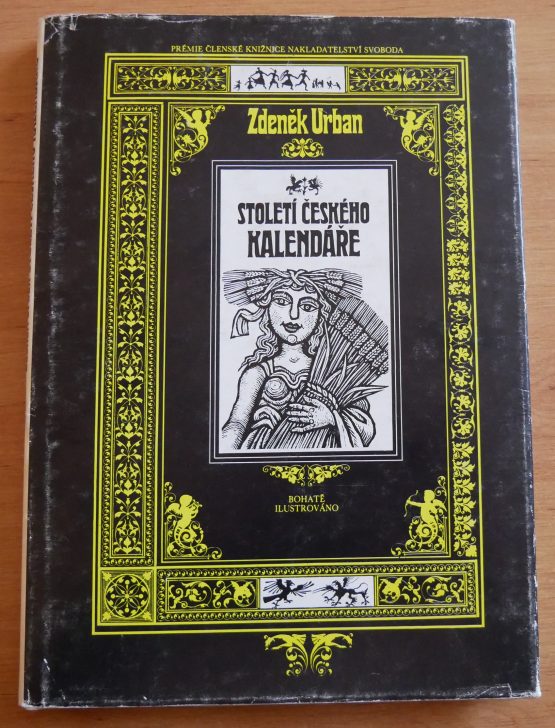 PRÉMIE ČLENSKÉ KNIŽNICE NAKLADATELSTVÍ SVOBODA
Zdeněk Urban
STOLETÍ ČESKÉHO
KALENDÁŘE
BOHATĚ
ILUSTROVÁNO